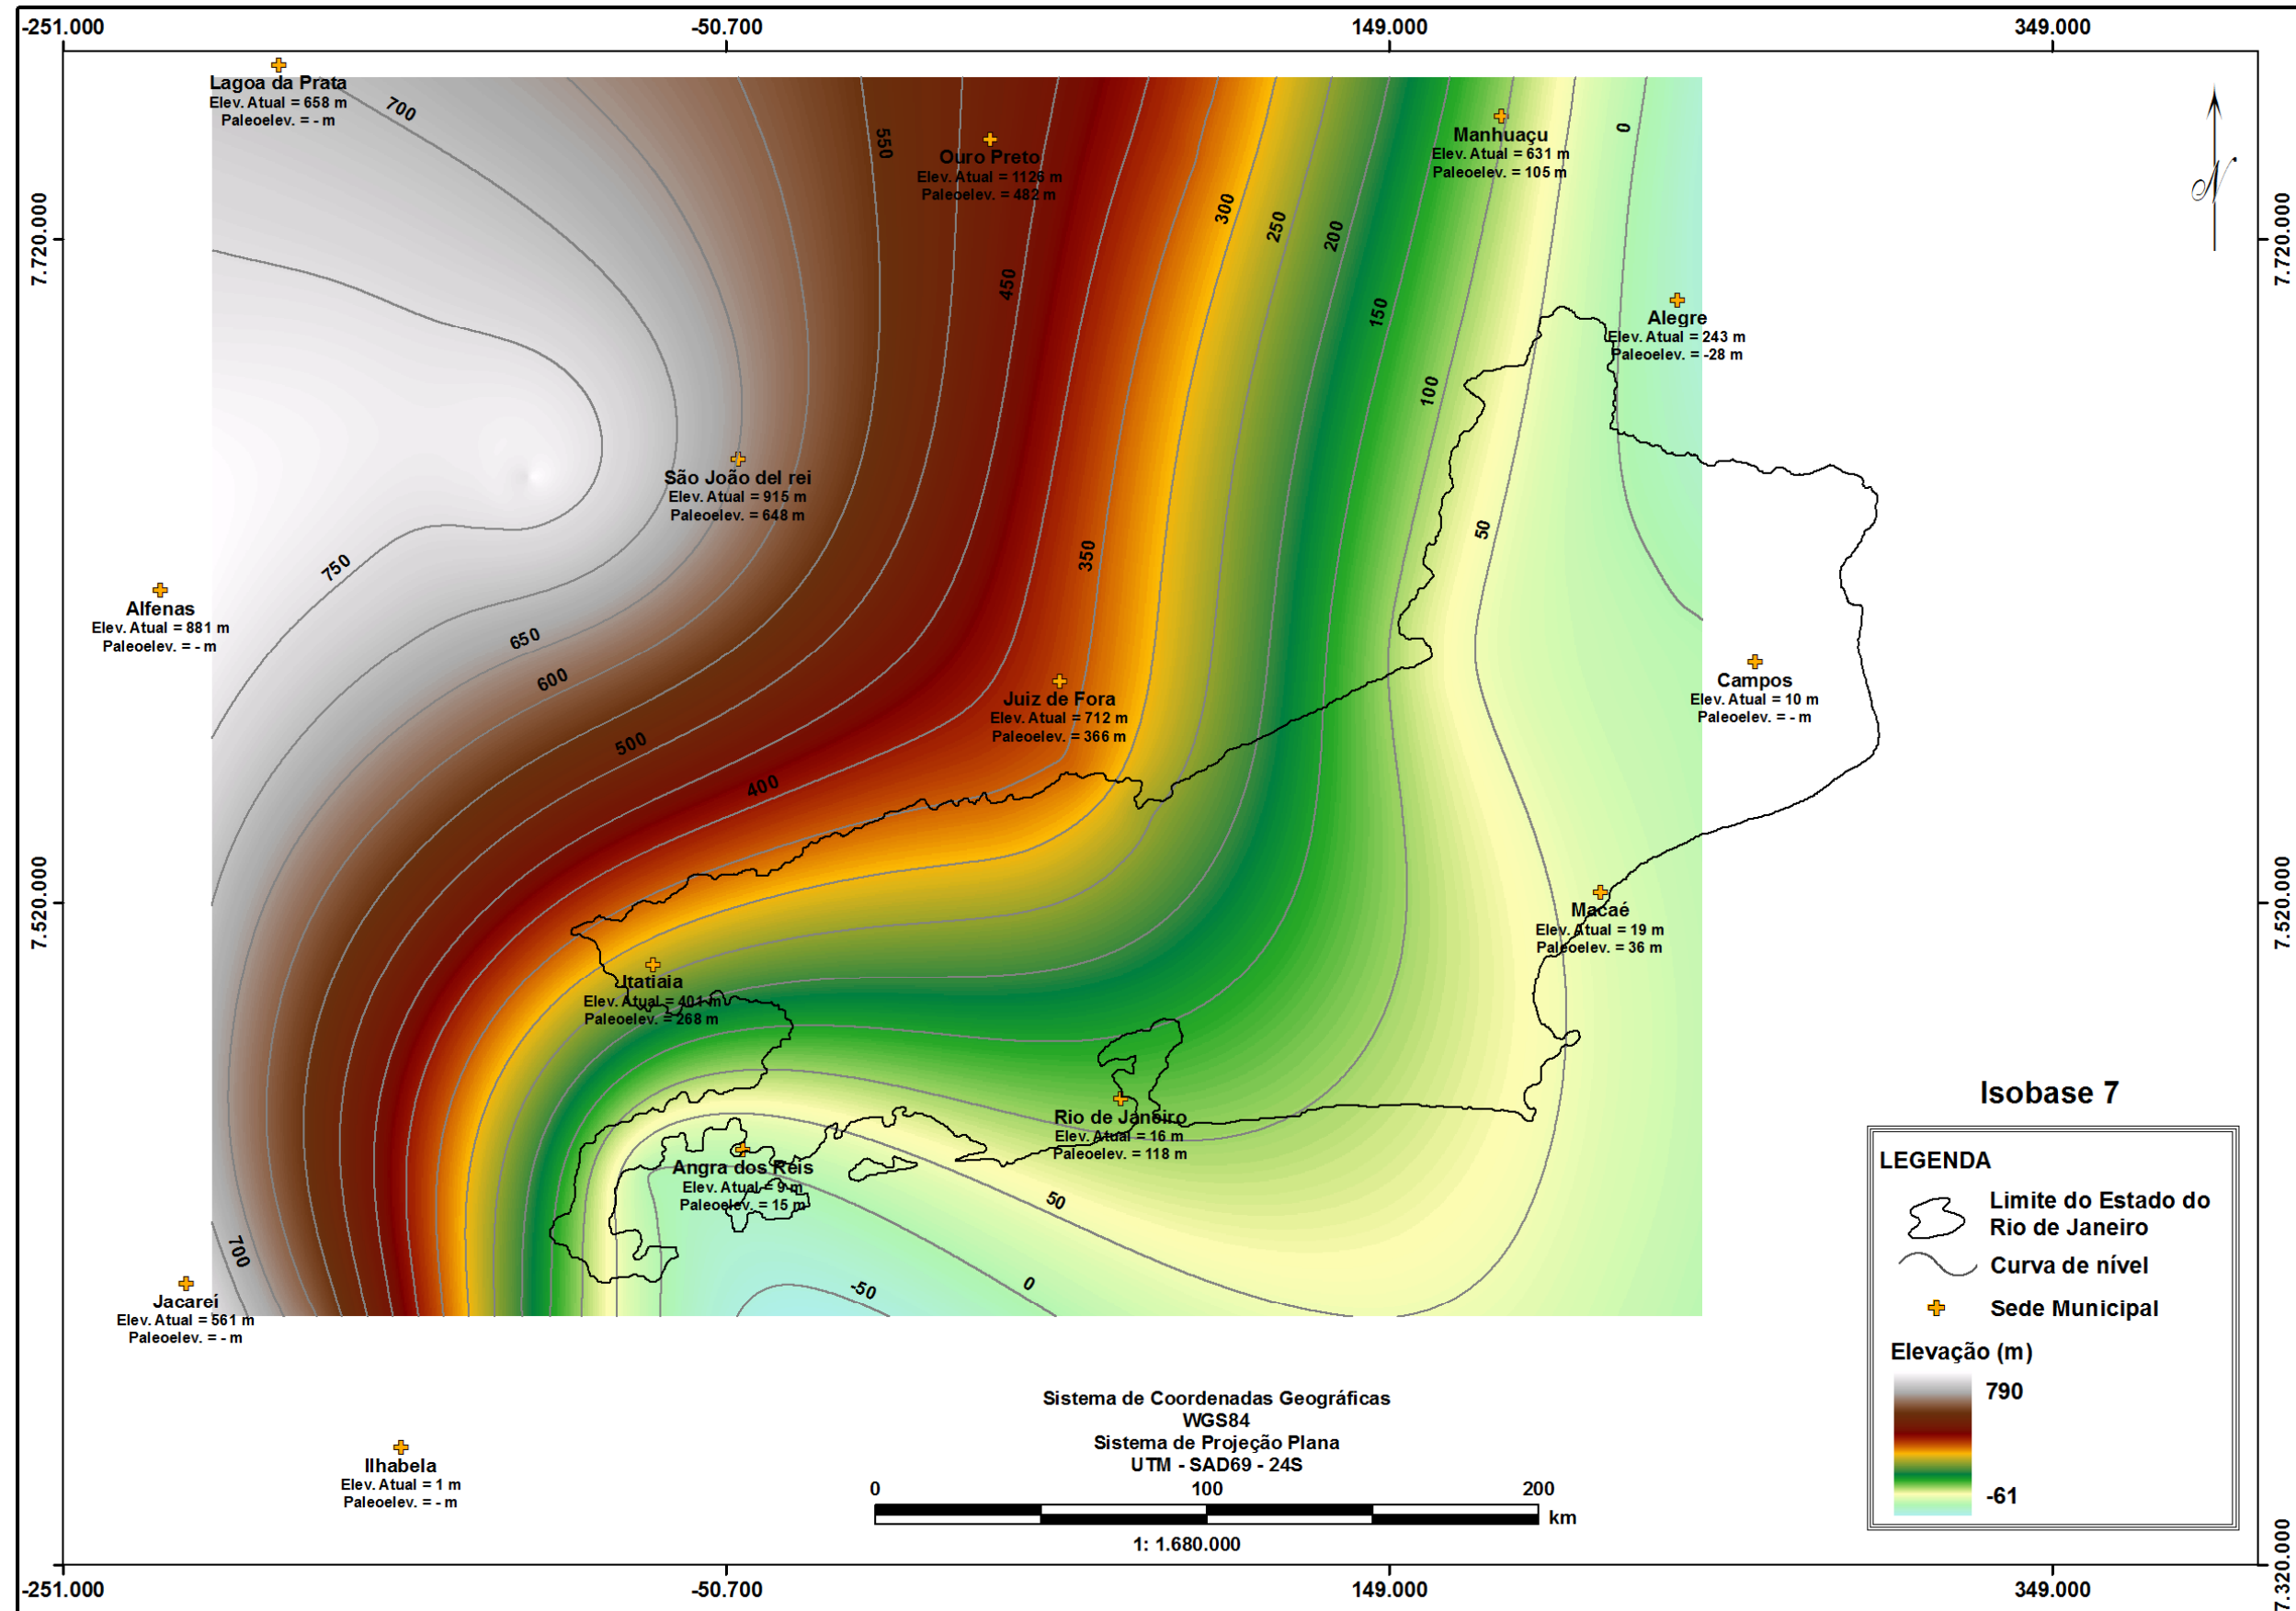 -251.000
-50.700
149.000
349.000
Lagoa da Prata
Elev. Atual = 658 m
Paleoelev. = - m
700
550
Ouro Preto
Elev. Atual = 1126 m
Paleoelev. = 482 m
Manhuaçu
Elev. Atual = 631 m
Paleoelev. = 105 m
0
N
7.720.000
7.720.000
300
250
200
450
150
Alegre
Elev. Atual = 243 m
Paleoelev. = -28 m
100
São João del rei
Elev. Atual = 915 m
Paleoelev. = 648 m
50
350
750
Alfenas
Elev. Atual = 881 m
Paleoelev. = - m
650
600
Campos
Elev. Atual = 10 m
Paleoelev. = - m
Juiz de Fora
Elev. Atual = 712 m
Paleoelev. = 366 m
500
400
7.520.000
7.520.000
Macaé
Elev. Atual = 19 m
Paleoelev. = 36 m
Itatiaia
Elev. Atual = 401 m
Paleoelev. = 268 m
Rio de Janeiro
Elev. Atual = 16 m
Paleoelev. = 118 m
Angra dos Reis
Elev. Atual = 9 m
Paleoelev. = 15 m
50
700
0
-50
Jacareí
Elev. Atual = 561 m
Paleoelev. = - m
Ilhabela
Elev. Atual = 1 m
Paleoelev. = - m
Isobase 7
LEGENDA
Limite do Estado do
Rio de Janeiro
Curva de nível
Sede Municipal
Elevação (m)
790
-61
Sistema de Coordenadas Geográficas
WGS84
Sistema de Projeção Plana
UTM - SAD69 - 24S
0
100
200
km
1: 1.680.000
7.320.000
-251.000
-50.700
149.000
349.000